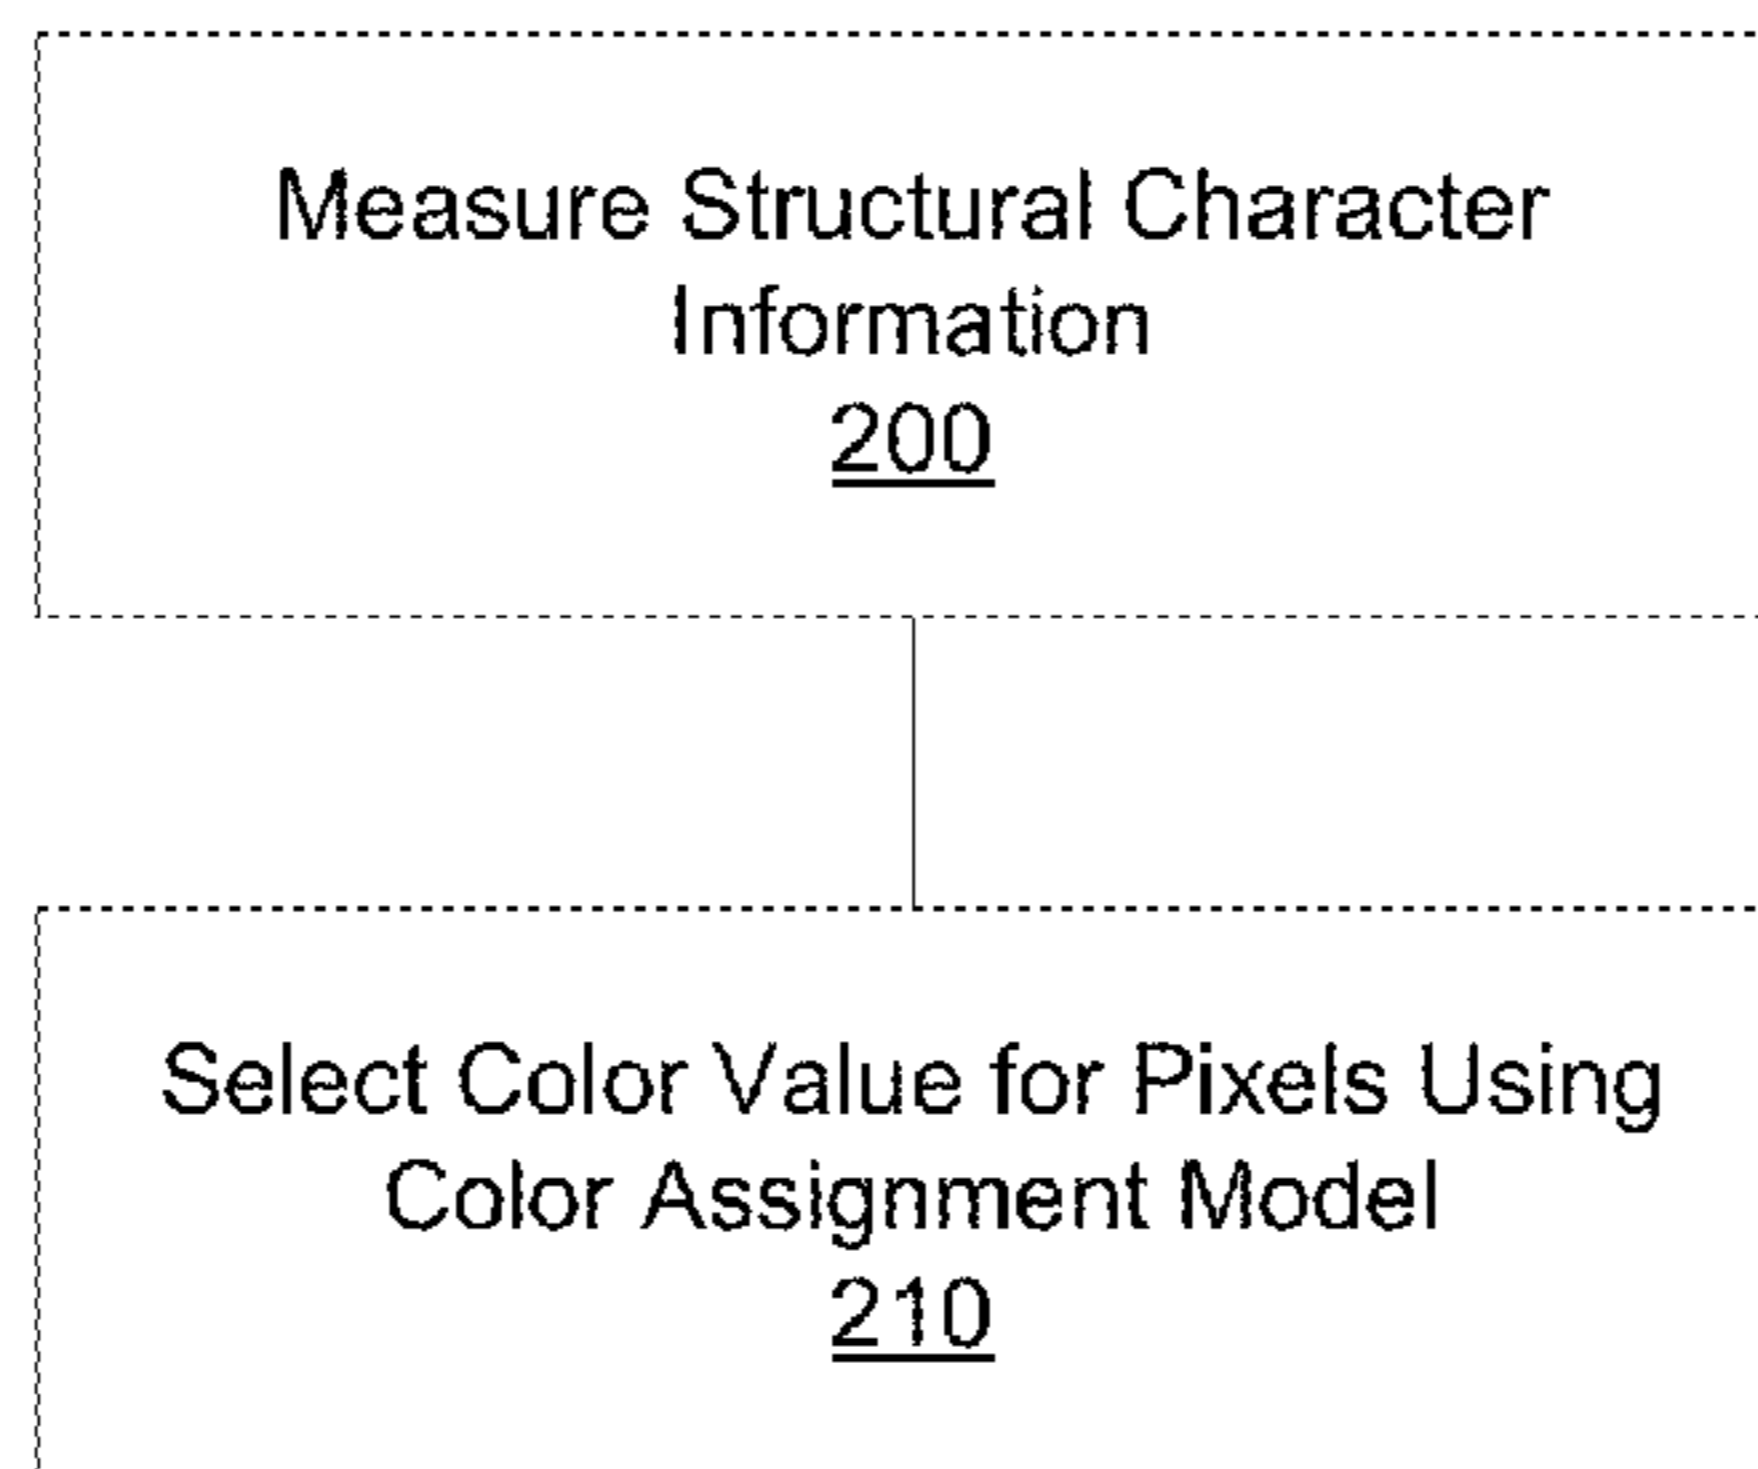 Measure Structural Character
Information
200
Select Color Value for Pixels Using
Color Assignment Model
210